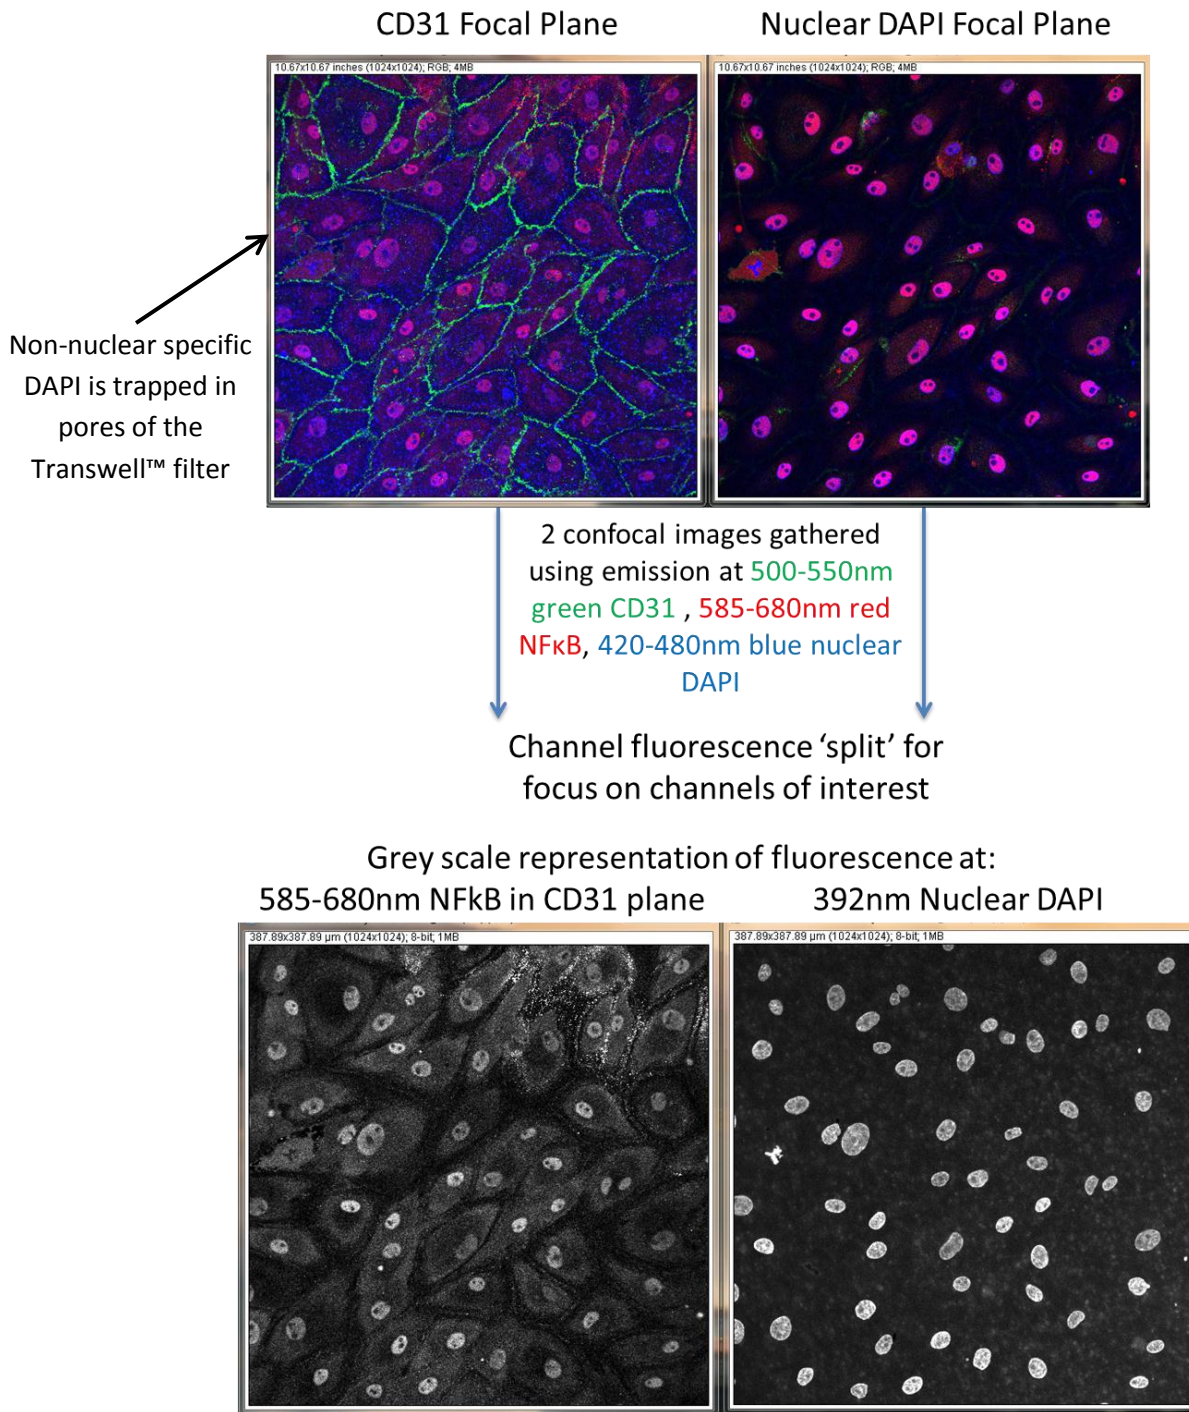 CD31 Focal Plane
Nuclear DAPI Focal Plane
10.67x10.67 inches (1024x1024); RGB; 4MB
10.67x10.67 inches (1024x1024); RGB; 4MB
Non-nuclear specific
DAPI is trapped in
pores of the
Transwell™ filter
2 confocal images gathered
using emission at 500-550nm
green CD31 , 585-680nm red
NFκB, 420-480nm blue nuclear
DAPI
Channel fluorescence ‘split’ for
focus on channels of interest
Grey scale representation of fluorescence at:
585-680nm NFkB in CD31 plane
392nm Nuclear DAPI
387.89x387.89 µm (1024x1024); 8-bit; 1MB
387.89x387.89 µm (1024x1024); 8-bit; 1MB